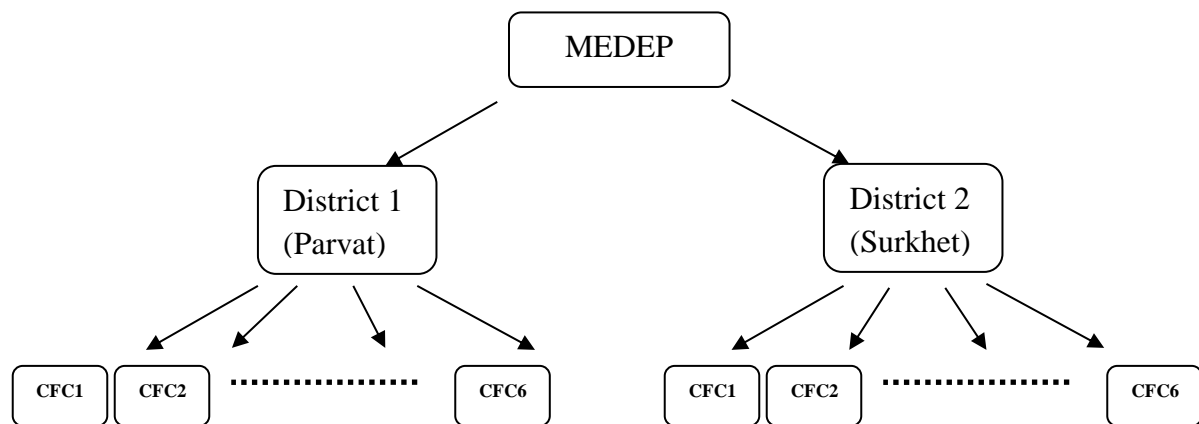 MEDEP
District 1
(Parvat)
District 2
(Surkhet)
CFC1
CFC2
CFC6
CFC1
CFC2
CFC6